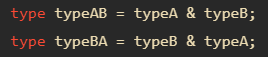 type typeAB = typeA & typeB;
type typeBA = typeB & typeA;